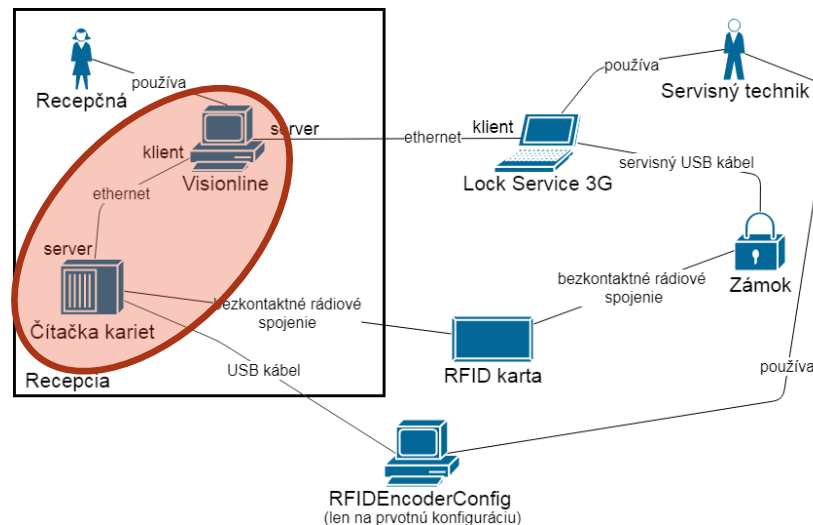 používa
Recepčná
server
klient
Visionline
ethernet
server
Čítačka kariet
Recepcia
ethernet
klient
Lock Service 3G
používa
Servisný technik
servisný USB kábel
Zámok
bezkontaktné rádiové
spojenie
bezkontaktné rádiové
spojenie
RFID karta
USB kábel
používa
RFIDEncoderConfig
(len na prvotnú konfiguráciu)